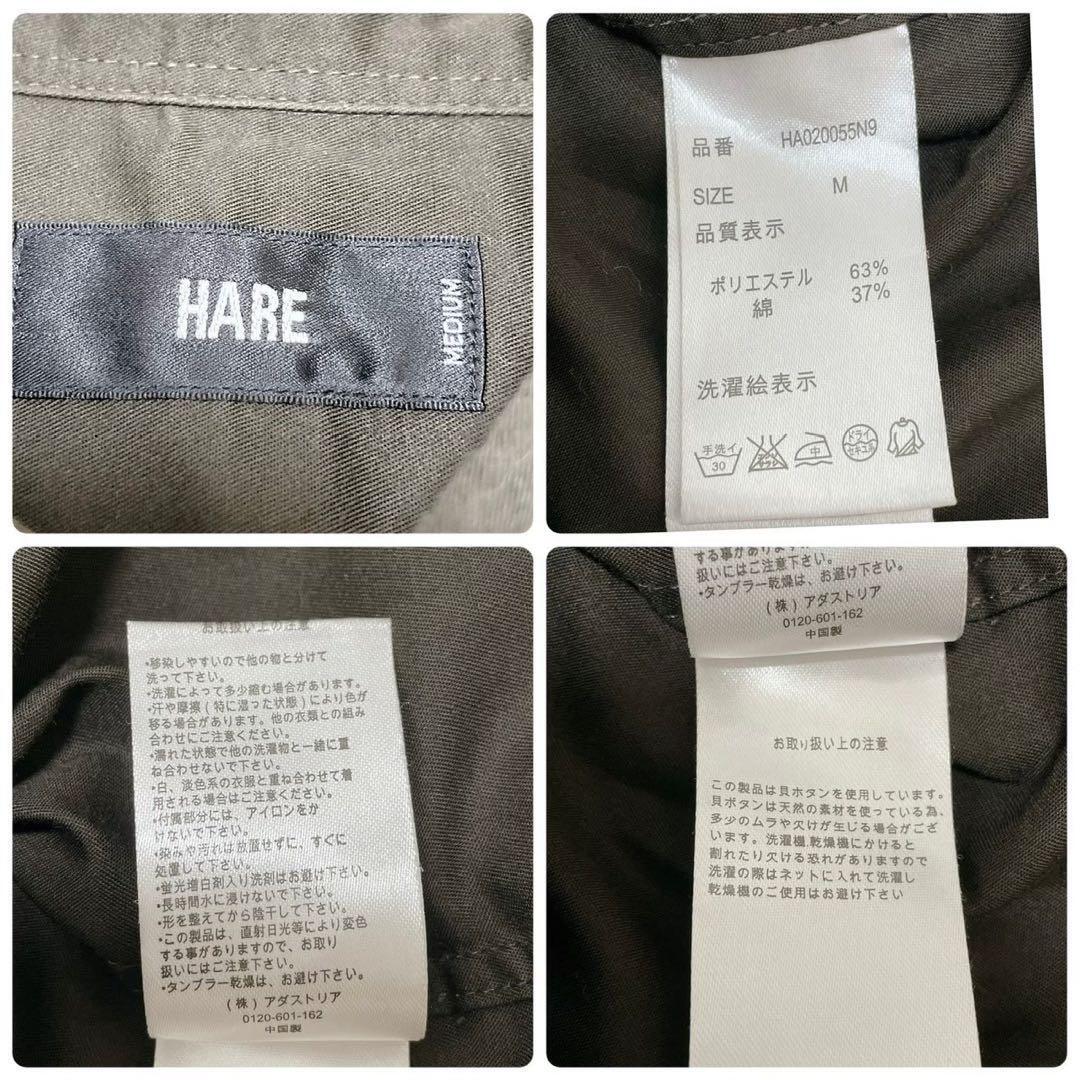 HARE
MEDIUM
品番 HA020055N9
SIZE M
品質表示
ポリエステル 63%
綿 37%
洗濯絵表示
手洗イ
30
中
ドライ
セキユ系
お取扱い上の注意
・移染しやすいので他の物と分けて
洗って下さい。
・洗濯によって多少縮む場合があります。
・汗や摩擦(特に湿った状態)により色が
移る場合があります。他の衣類との組み
合わせにご注意ください。
・濡れた状態で他の洗濯物と一緒に重
ね合わせないで下さい。
・白、淡色系の衣服と重ね合わせて着
用される場合はご注意ください。
・付属部分には、アイロンをか
けないで下さい。
・染みや汚れは放置せずに、すぐに
処置して下さい。
・蛍光増白剤入り洗剤はお避け下さい。
・長時間水に浸けないで下さい。
・形を整えてから陰干して下さい。
・この製品は、直射日光等により変色
する事がありますので、お取り
扱いにはご注意下さい。
・タンブラー乾燥は、お避け下さい。
(株)アダストリア
0120-601-162
中国製
する事がありますので
扱いにはご注意下さい。
・タンブラー乾燥は、お避け下さい。
(株)アダストリア
0120-601-162
中国製
お取り扱い上の注意
この製品は貝ボタンを使用しています。
貝ボタンは天然の素材を使っている為、
多少のムラや欠けが生じる場合がござ
います。洗濯機.乾燥機にかけると
割れたり欠ける恐れがありますので
洗濯の際はネットに入れて洗濯し
乾燥機のご使用はお避け下さい